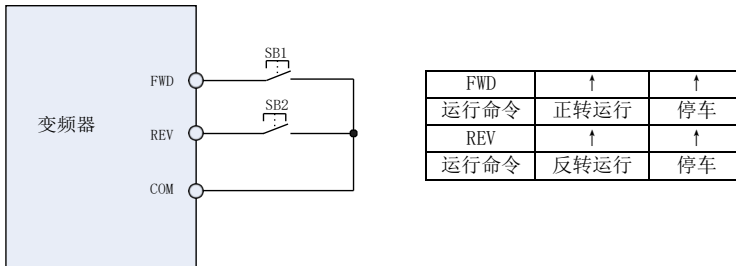 变频器
FWD
REV
COM
SB1
SB2
FWD ↑ ↑
运行命令 正转运行 停车
REV ↑ ↑
运行命令 反转运行 停车